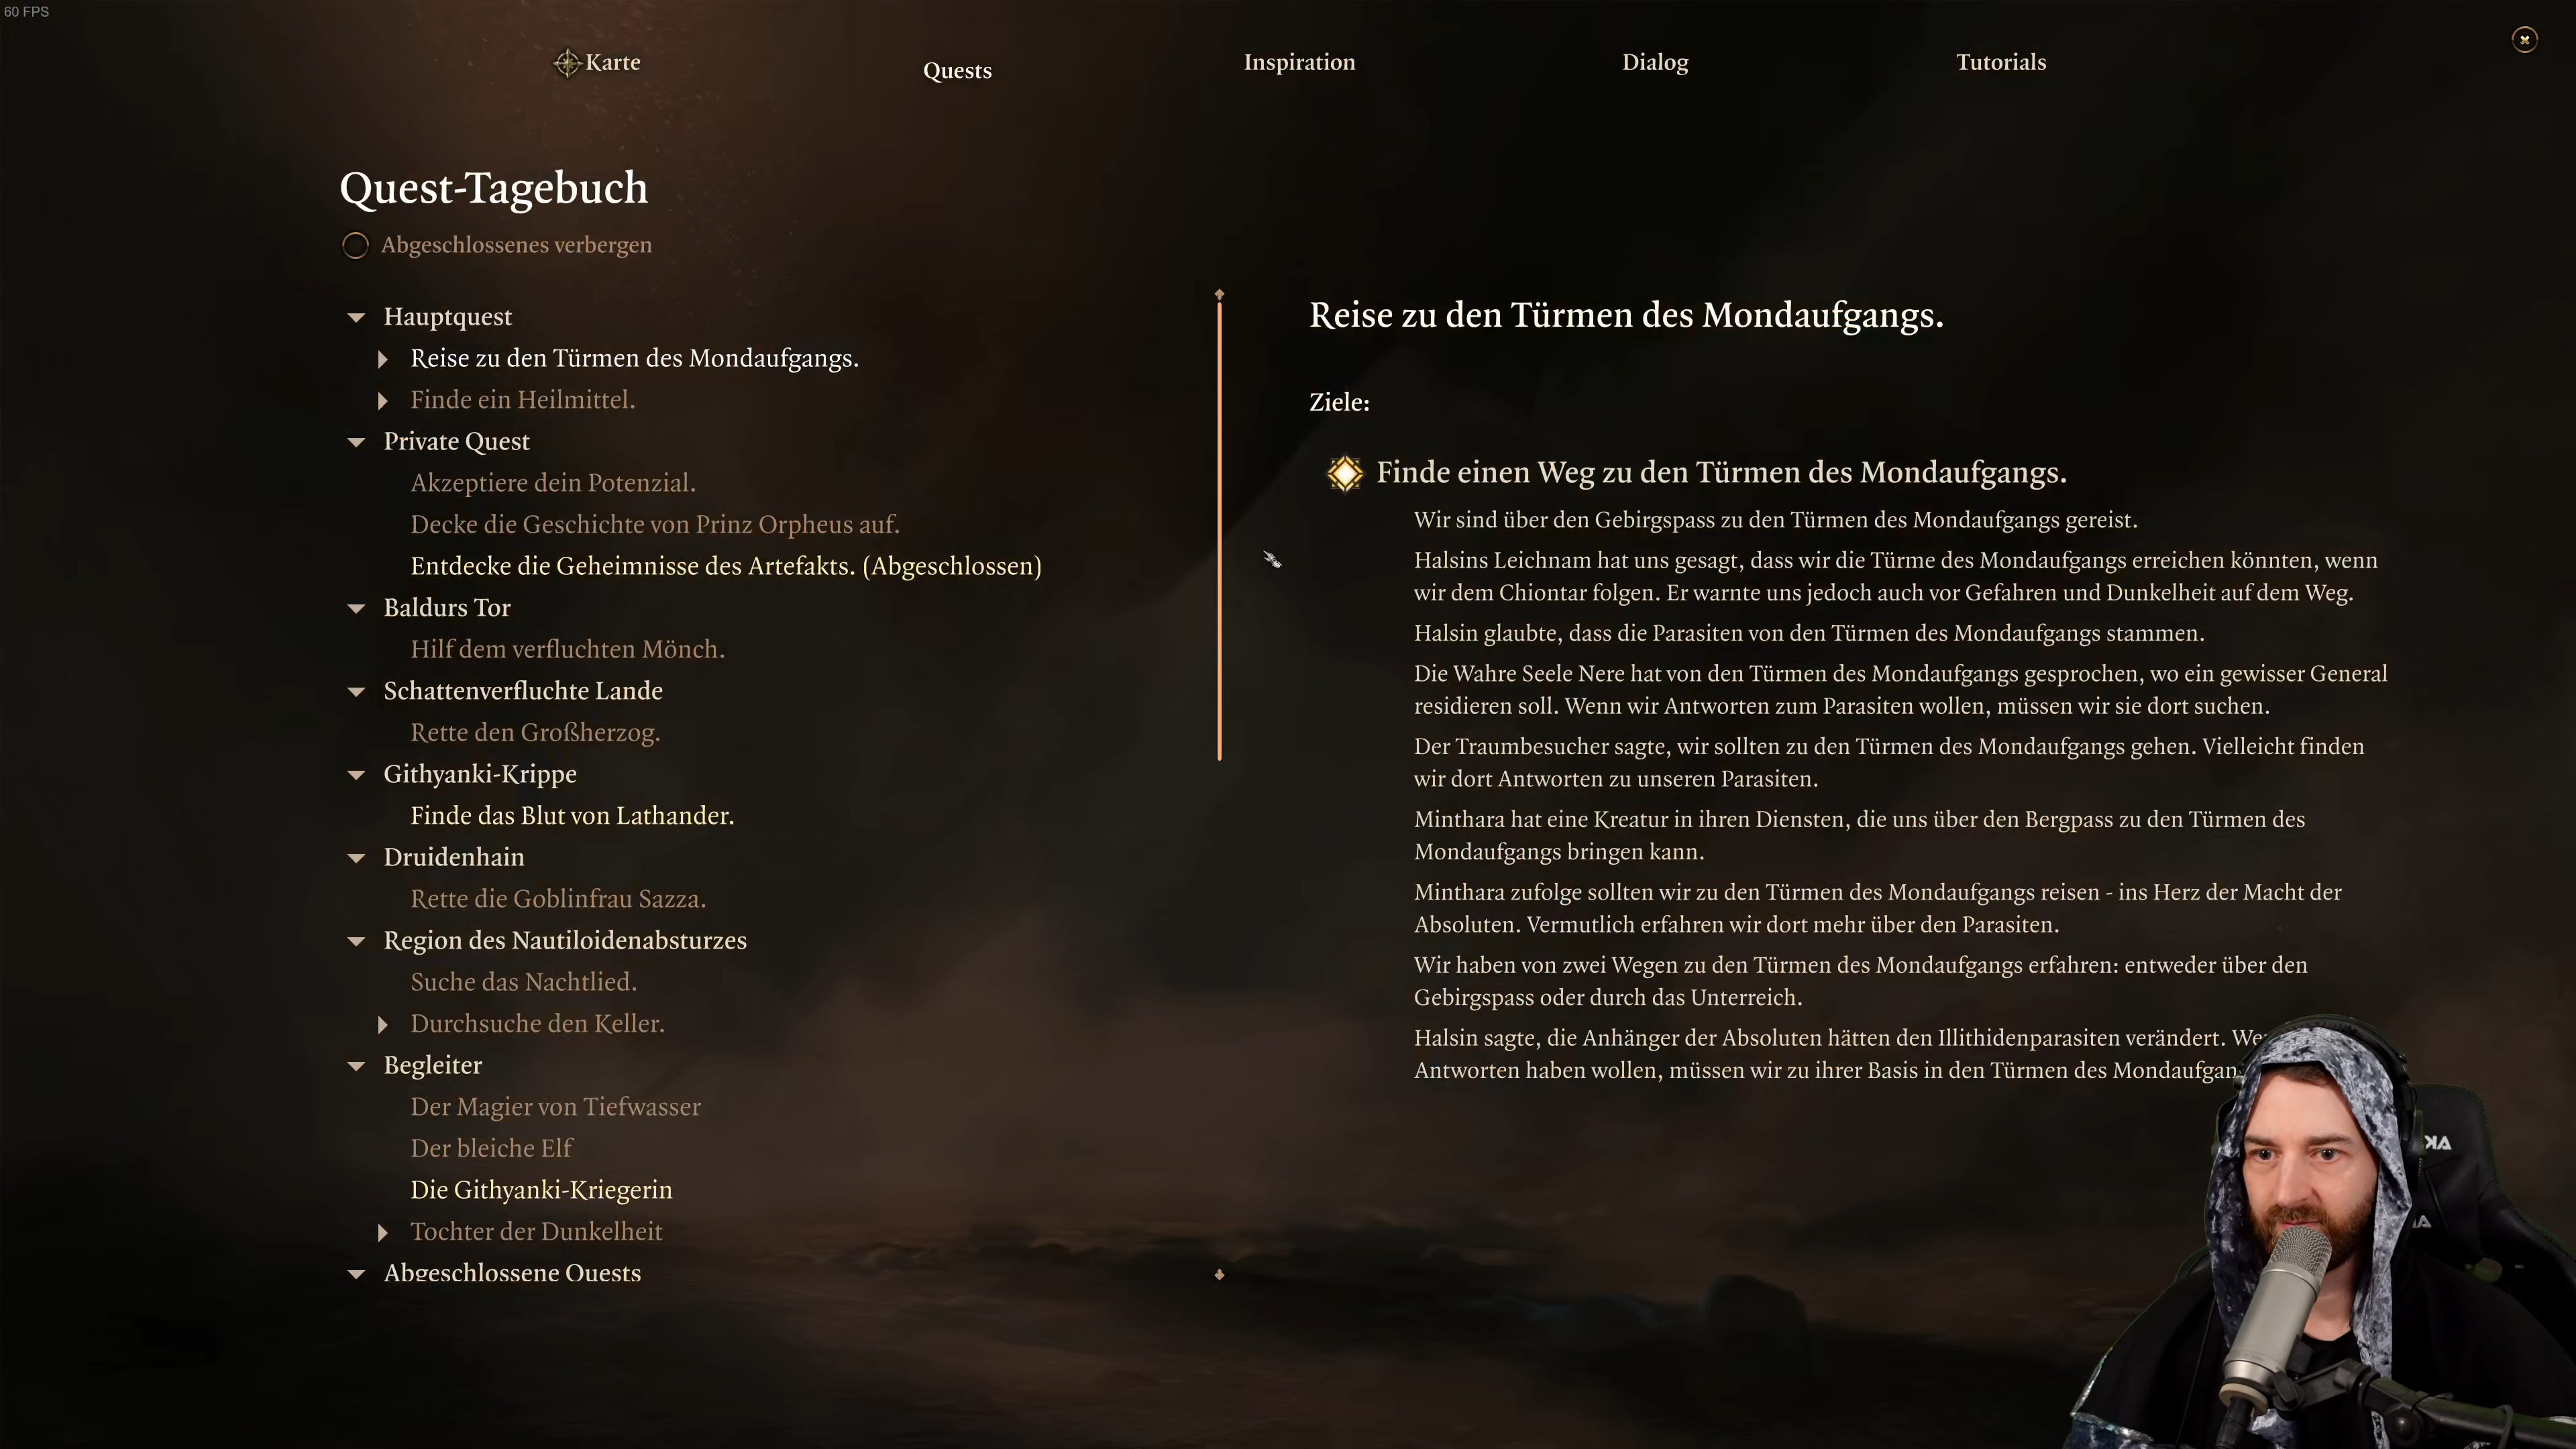 60 FPS
Karte
Quests
Inspiration
Dialog
Tutorials
Quest-Tagebuch
Abgeschlossenes verbergen
Hauptquest
Reise zu den Türmen des Mondaufgangs.
Finde ein Heilmittel.
Private Quest
Akzeptiere dein Potenzial.
Decke die Geschichte von Prinz Orpheus auf.
Entdecke die Geheimnisse des Artefakts. (Abgeschlossen)
Baldurs Tor
Hilf dem verfluchten Mönch.
Schattenverfluchte Lande
Rette den Großherzog.
Githyanki-Krippe
Finde das Blut von Lathander.
Druidenhain
Rette die Goblinfrau Sazza.
Region des Nautiloidenabsturzes
Suche das Nachtlied.
Durchsuche den Keller.
Begleiter
Der Magier von Tiefwasser
Der bleiche Elf
Die Githyanki-Kriegerin
Tochter der Dunkelheit
Abgeschlossene Quests
Reise zu den Türmen des Mondaufgangs.
Ziele:
Finde einen Weg zu den Türmen des Mondaufgangs.
Wir sind über den Gebirgspass zu den Türmen des Mondaufgangs gereist.
Halsins Leichnam hat uns gesagt, dass wir die Türme des Mondaufgangs erreichen könnten, wenn
wir dem Chiontar folgen. Er warnte uns jedoch auch vor Gefahren und Dunkelheit auf dem Weg.
Halsin glaubte, dass die Parasiten von den Türmen des Mondaufgangs stammen.
Die Wahre Seele Nere hat von den Türmen des Mondaufgangs gesprochen, wo ein gewisser General
residieren soll. Wenn wir Antworten zum Parasiten wollen, müssen wir sie dort suchen.
Der Traumbesucher sagte, wir sollten zu den Türmen des Mondaufgangs gehen. Vielleicht finden
wir dort Antworten zu unseren Parasiten.
Minthara hat eine Kreatur in ihren Diensten, die uns über den Bergpass zu den Türmen des
Mondaufgangs bringen kann.
Minthara zufolge sollten wir zu den Türmen des Mondaufgangs reisen - ins Herz der Macht der
Absoluten. Vermutlich erfahren wir dort mehr über den Parasiten.
Wir haben von zwei Wegen zu den Türmen des Mondaufgangs erfahren: entweder über den
Gebirgspass oder durch das Unterreich.
Halsin sagte, die Anhänger der Absoluten hätten den Illithidenparasiten verändert.
Antworten haben wollen, müssen wir zu ihrer Basis in den Türmen des